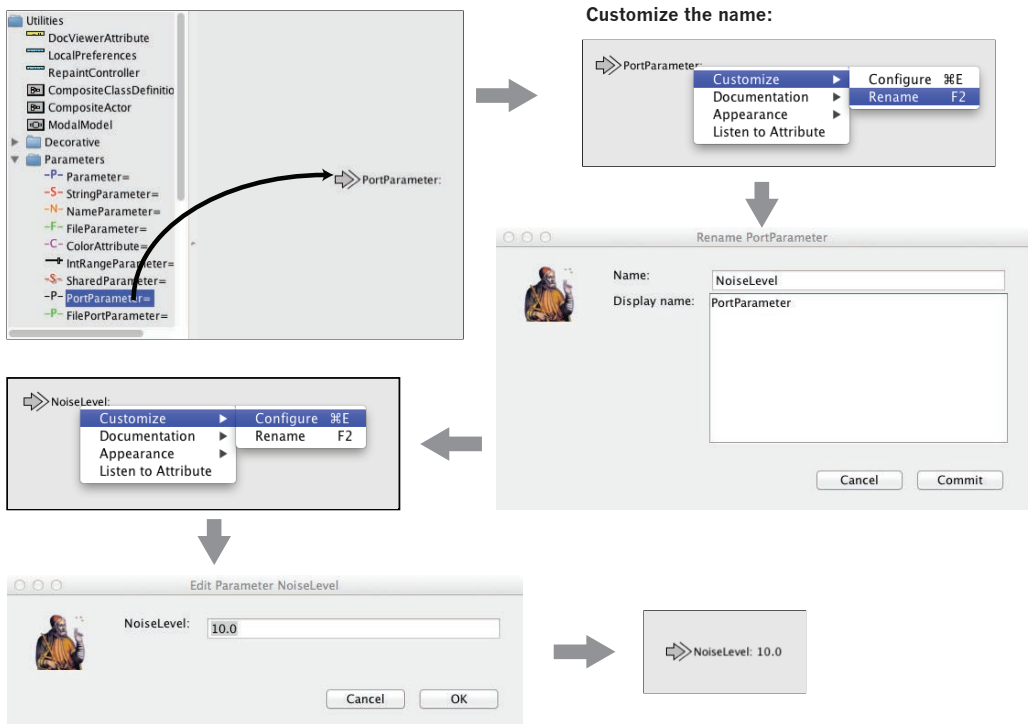 Utilities
DocViewerAttribute
LocalPreferences
RepaintController
CompositeClassDefinitio
CompositeActor
ModalModel
Decorative
Parameters
-P- Parameter=
-S- StringParameter=
-N- NameParameter=
-F- FileParameter=
-C- ColorAttribute=
IntRangeParameter=
-S- SharedParameter=
-P- PortParameter=
-P- FilePortParameter=
PortParameter:
Customize the name:
PortParameter:
Customize
Documentation
Appearance
Listen to Attribute
Configure ⌘E
Rename F2
Rename PortParameter
Name: NoiseLevel
Display name: PortParameter
Cancel Commit
NoiseLevel:
Customize
Documentation
Appearance
Listen to Attribute
Configure ⌘E
Rename F2
Edit Parameter NoiseLevel
NoiseLevel: 10.0
Cancel OK
NoiseLevel: 10.0